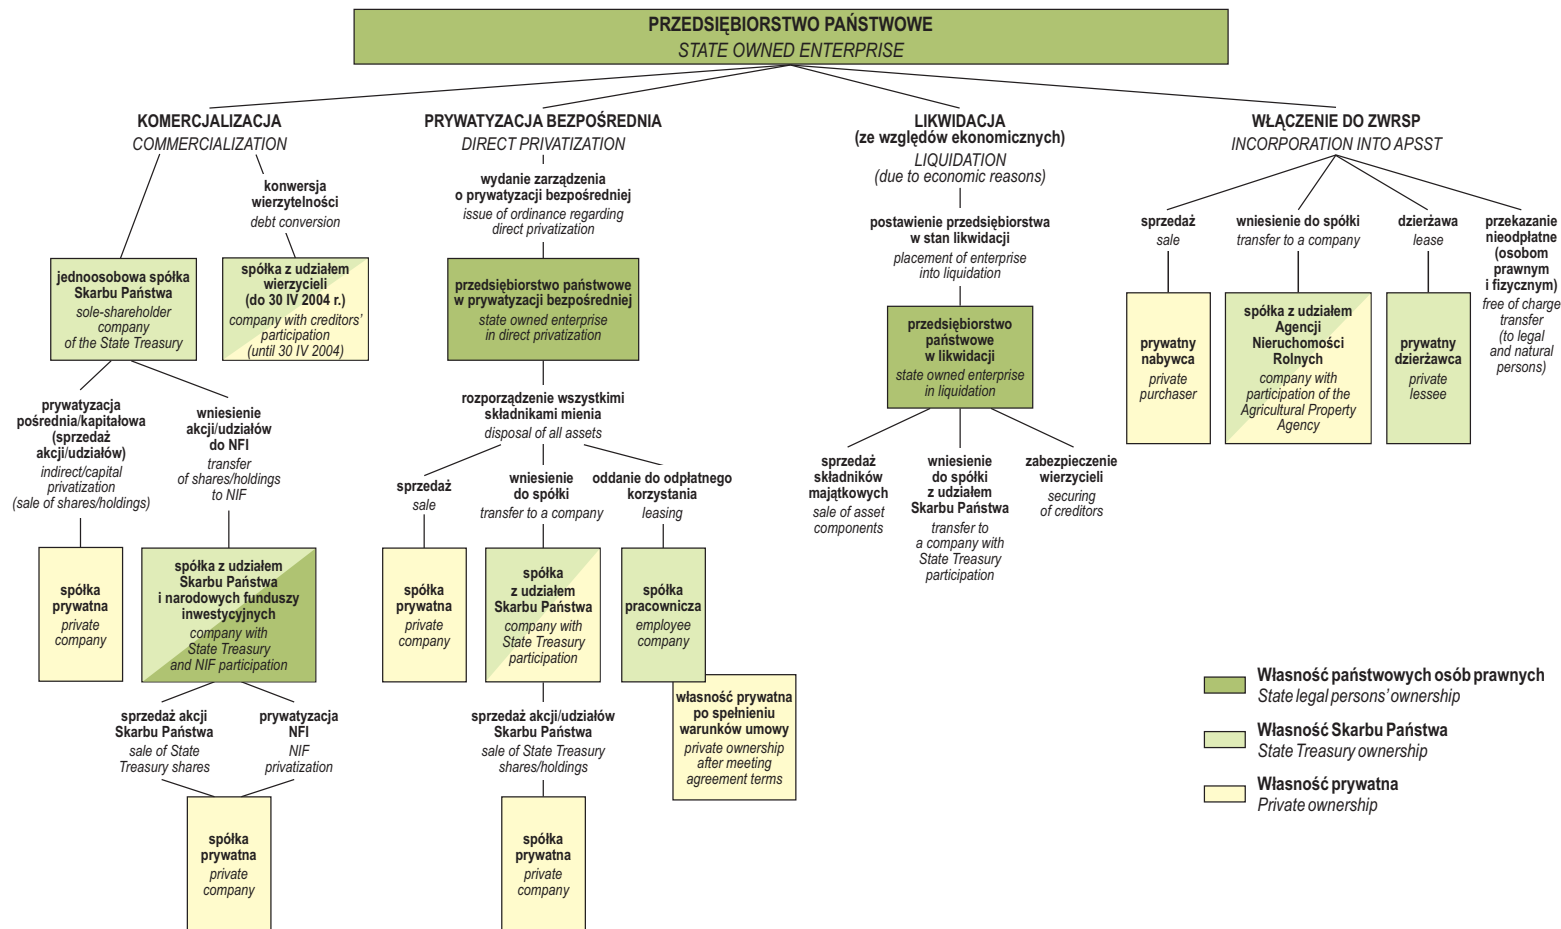 PRZEDSIĘBIORSTWO PAŃSTWOWE
STATE OWNED ENTERPRISE
KOMERCJALIZACJA
COMMERCIALIZATION
konwersja
wierzytelności
debt conversion
jednoosobowa spółka
Skarbu Państwa
sole-shareholder
company
of the State Treasury
spółka z udziałem
wierzycieli
(do 30 IV 2004 r.)
company with creditors'
participation
(until 30 IV 2004)
prywatyzacja
pośrednia/kapitałowa
(sprzedaż
akcji/udziałów)
indirect/capital
privatization
(sale of shares/holdings)
wniesienie
akcji/udziałów
do NFI
transfer
of shares/holdings
to NIF
spółka
prywatna
private
company
spółka z udziałem
Skarbu Państwa
i narodowych funduszy
inwestycyjnych
company with
State Treasury
and NIF participation
sprzedaż akcji
Skarbu Państwa
sale of State
Treasury shares
prywatyzacja
NFI
NIF
privatization
spółka
prywatna
private
company
PRYWATYZACJA BEZPOŚREDNIA
DIRECT PRIVATIZATION
wydanie zarządzenia
o prywatyzacji bezpośredniej
issue of ordinance regarding
direct privatization
przedsiębiorstwo państwowe
w prywatyzacji bezpośredniej
state owned enterprise
in direct privatization
rozporządzenie wszystkimi
składnikami mienia
disposal of all assets
sprzedaż
sale
wniesienie
do spółki
transfer to a company
oddanie do odpłatnego
korzystania
leasing
spółka
prywatna
private
company
spółka
z udziałem
Skarbu Państwa
company with
State Treasury
participation
spółka
pracownicza
employee
company
własność prywatna
po spełnieniu
warunków umowy
private ownership
after meeting
agreement terms
sprzedaż akcji/udziałów
Skarbu Państwa
sale of State Treasury
shares/holdings
spółka
prywatna
private
company
LIKWIDACJA
(ze względów ekonomicznych)
LIQUIDATION
(due to economic reasons)
postawienie przedsiębiorstwa
w stan likwidacji
placement of enterprise
into liquidation
przedsiębiorstwo
państwowe
w likwidacji
state owned enterprise
in liquidation
sprzedaż
składników
majątkowych
sale of asset
components
wniesienie
do spółki
z udziałem
Skarbu Państwa
transfer to
a company with
State Treasury
participation
zabezpieczenie
wierzycieli
securing
of creditors
WŁĄCZENIE DO ZWRSP
INCORPORATION INTO APSST
sprzedaż
sale
wniesienie do spółki
transfer to a company
dzierżawa
lease
przekazanie
nieodpłatne
(osobom
prawnym
i fizycznym)
free of charge
transfer
(to legal
and natural
persons)
prywatny
nabywca
private
purchaser
spółka z udziałem
Agencji
Nieruchomości
Rolnych
company with
participation of the
Agricultural Property
Agency
prywatny
dzierżawca
private
lessee
Własność państwowych osób prawnych
State legal persons' ownership
Własność Skarbu Państwa
State Treasury ownership
Własność prywatna
Private ownership